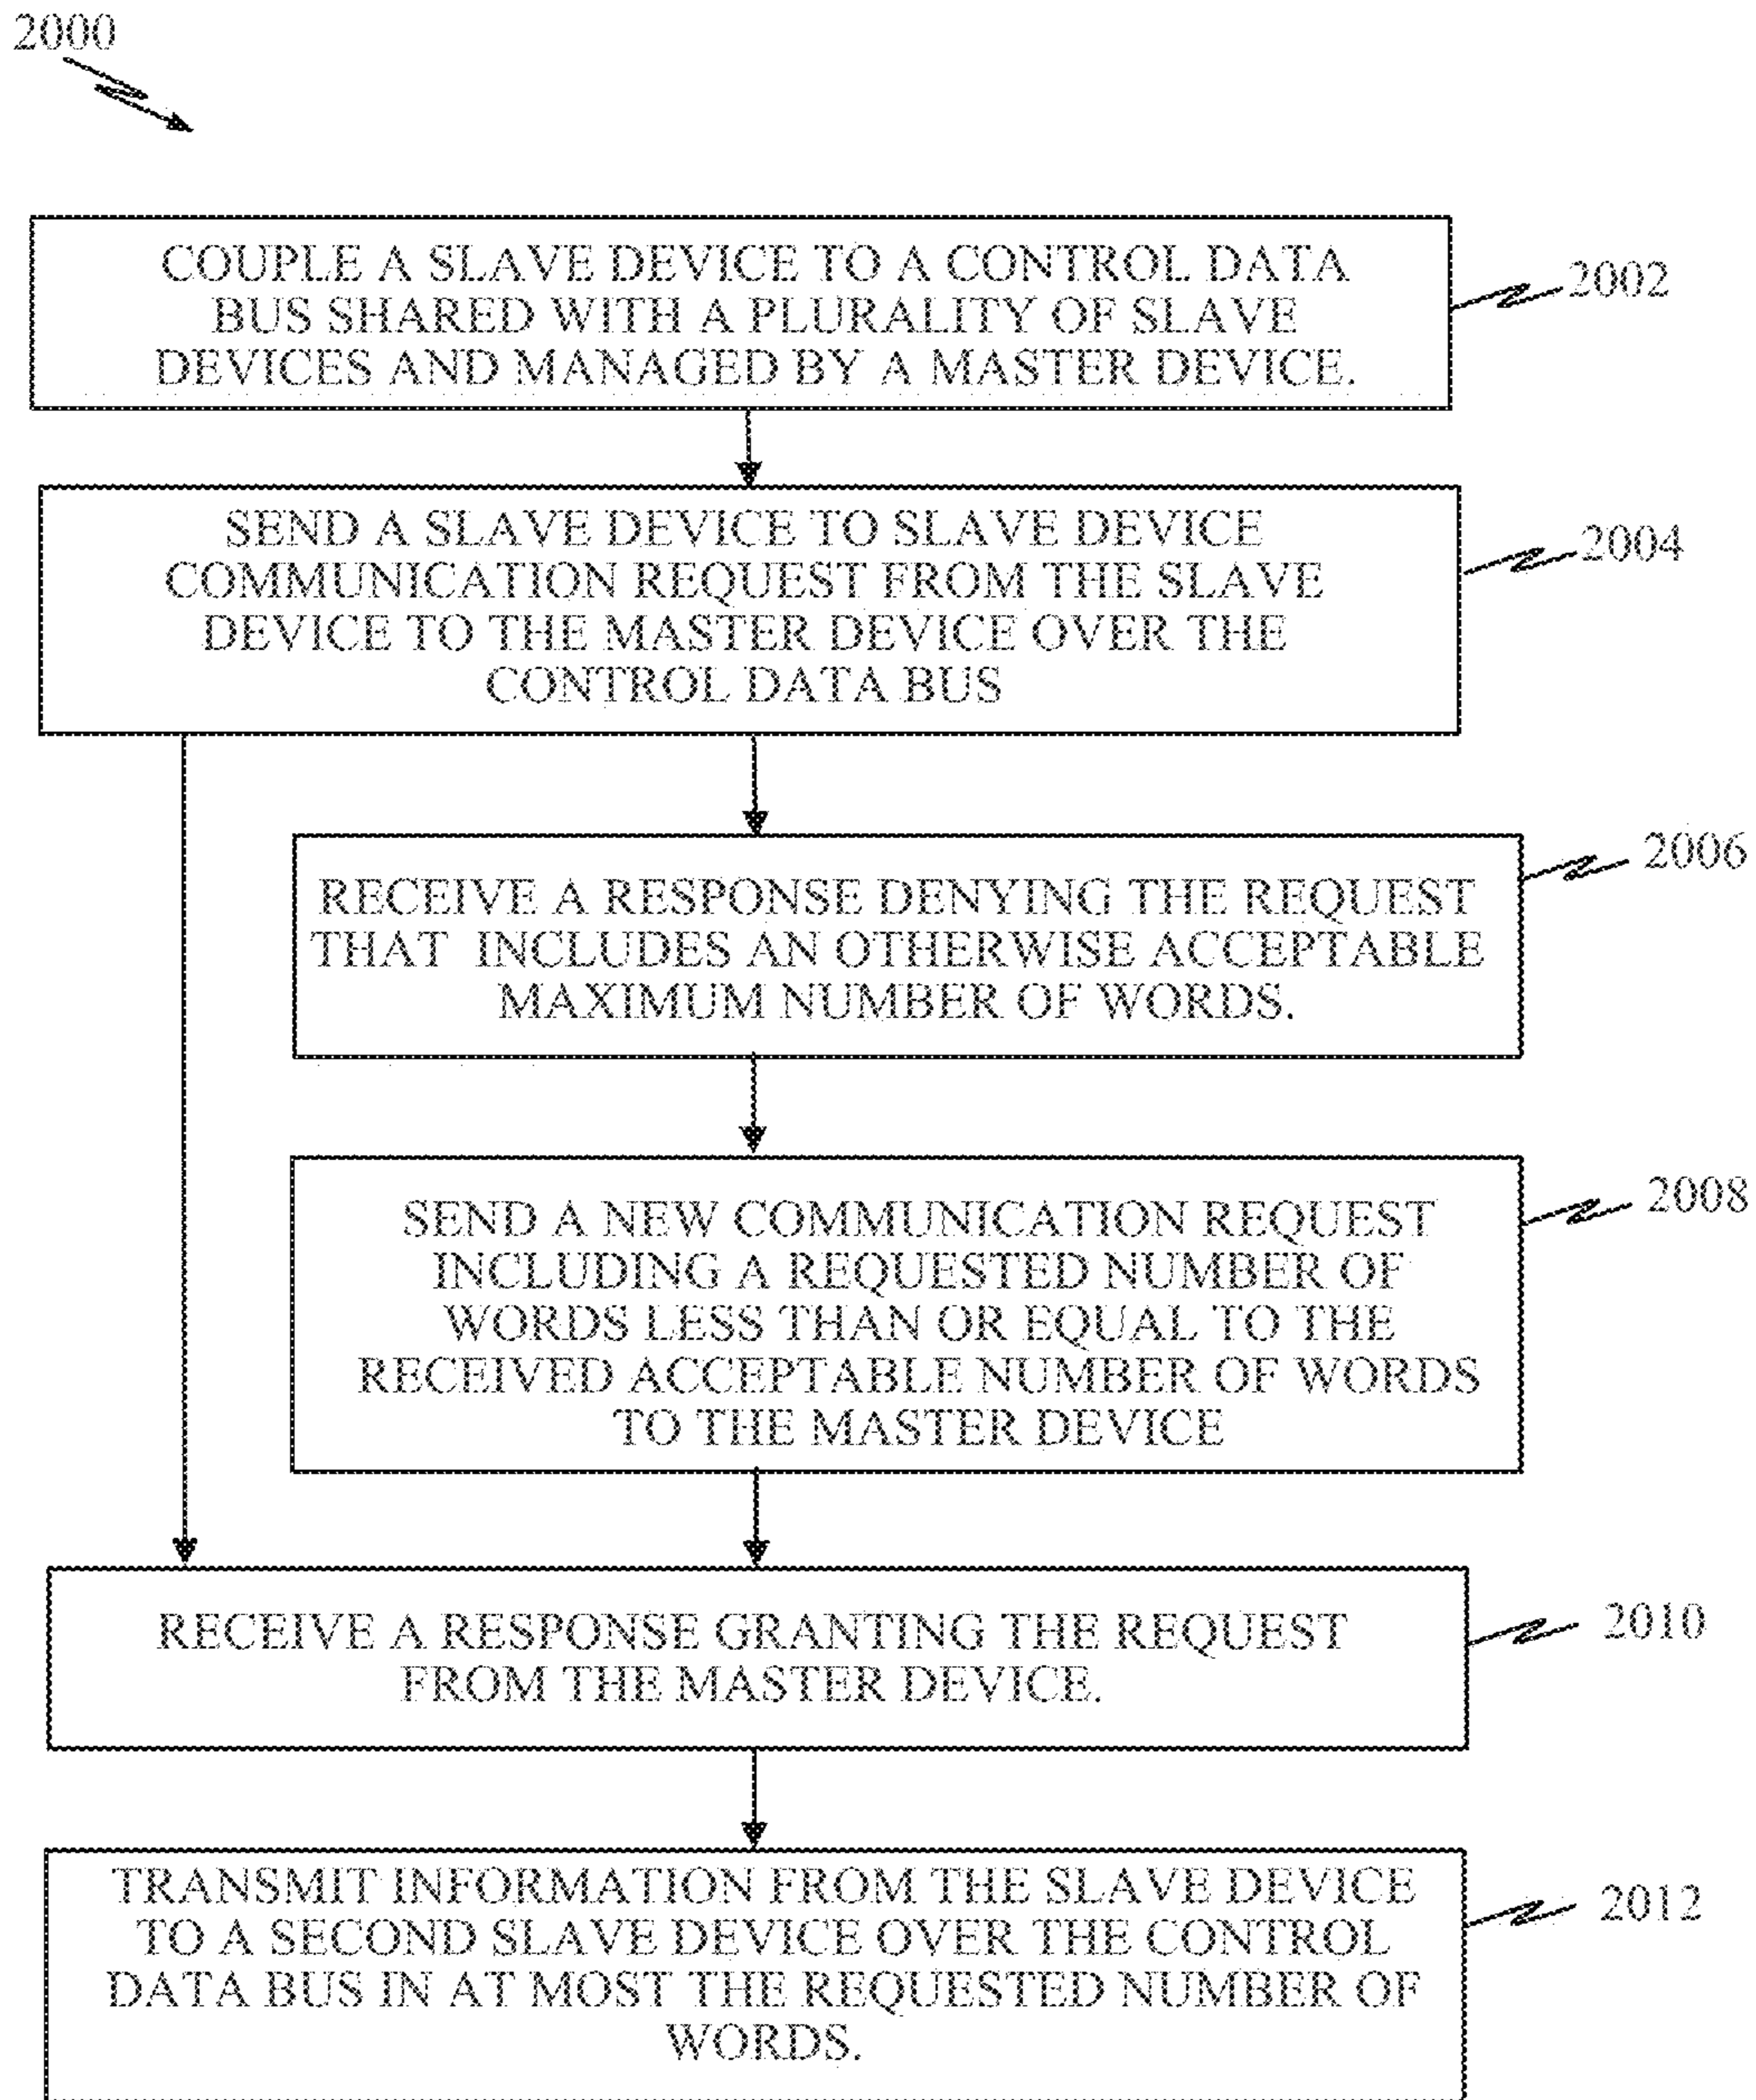 2000
COUPLE A SLAVE DEVICE TO A CONTROL DATA
BUS SHARED WITH A PLURALITY OF SLAVE
DEVICES AND MANAGED BY A MASTER DEVICE.
2002
SEND A SLAVE DEVICE TO SLAVE DEVICE
COMMUNICATION REQUEST FROM THE SLAVE
DEVICE TO THE MASTER DEVICE OVER THE
CONTROL DATA BUS
2004
RECEIVE A RESPONSE DENYING THE REQUEST
THAT INCLUDES AN OTHERWISE ACCEPTABLE
MAXIMUM NUMBER OF WORDS.
2006
SEND A NEW COMMUNICATION REQUEST
INCLUDING A REQUESTED NUMBER OF
WORDS LESS THAN OR EQUAL TO THE
RECEIVED ACCEPTABLE NUMBER OF WORDS
TO THE MASTER DEVICE
2008
RECEIVE A RESPONSE GRANTING THE REQUEST
FROM THE MASTER DEVICE.
2010
TRANSMIT INFORMATION FROM THE SLAVE DEVICE
TO A SECOND SLAVE DEVICE OVER THE CONTROL
DATA BUS IN AT MOST THE REQUESTED NUMBER OF
WORDS.
2012